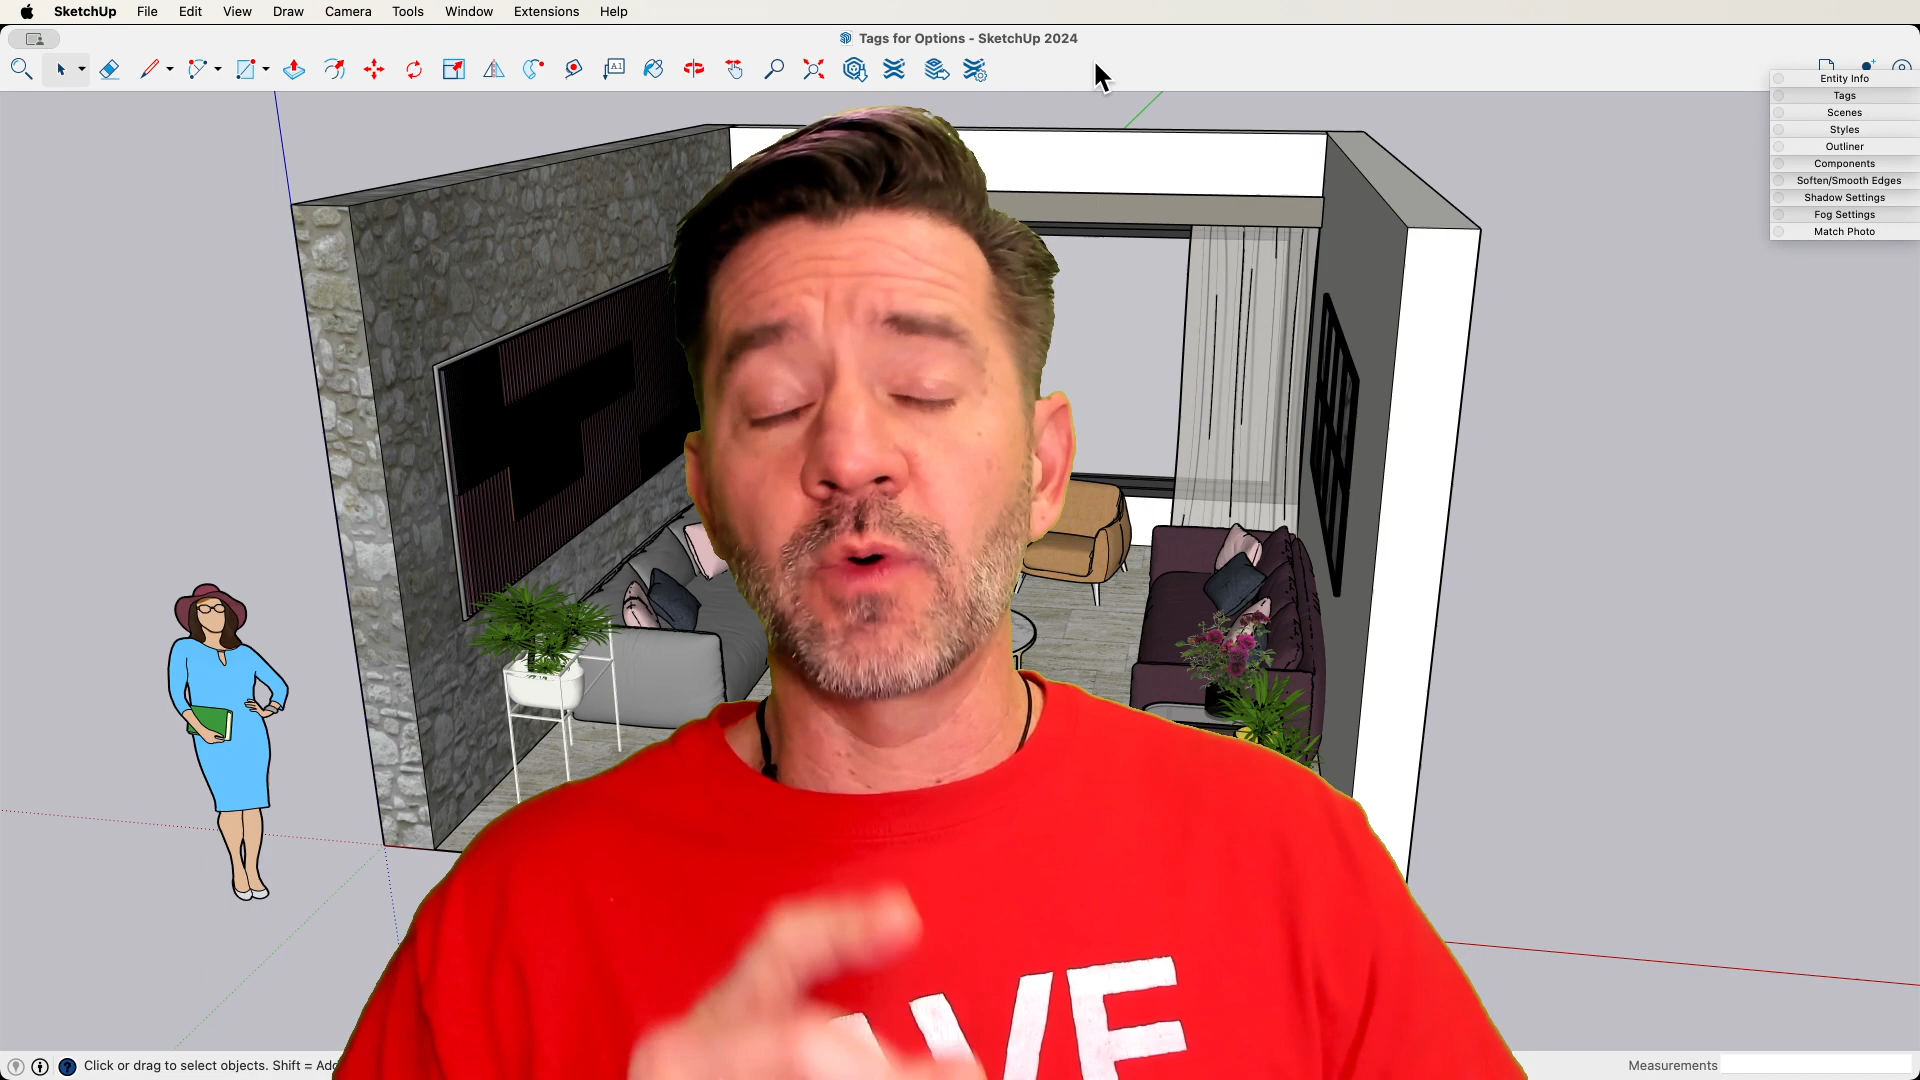 SketchUp File Edit View Draw Camera Tools Window Extensions Help
Tags for Options - SketchUp 2024
A1
Entity Info
Tags
Scenes
Styles
Outliner
Components
Soften/Smooth Edges
Shadow Settings
Fog Settings
Match Photo
Click or drag to select objects. Shift = Add
Measurements